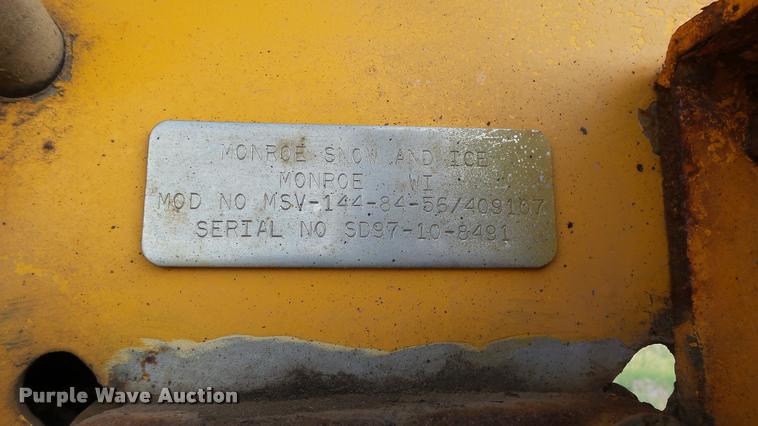 MONROE SNOW AND ICE
MONROE WI
MOD NO MSV-144-84-56/409107
SERIAL NO SD97-10-8491
Purple Wave Auction